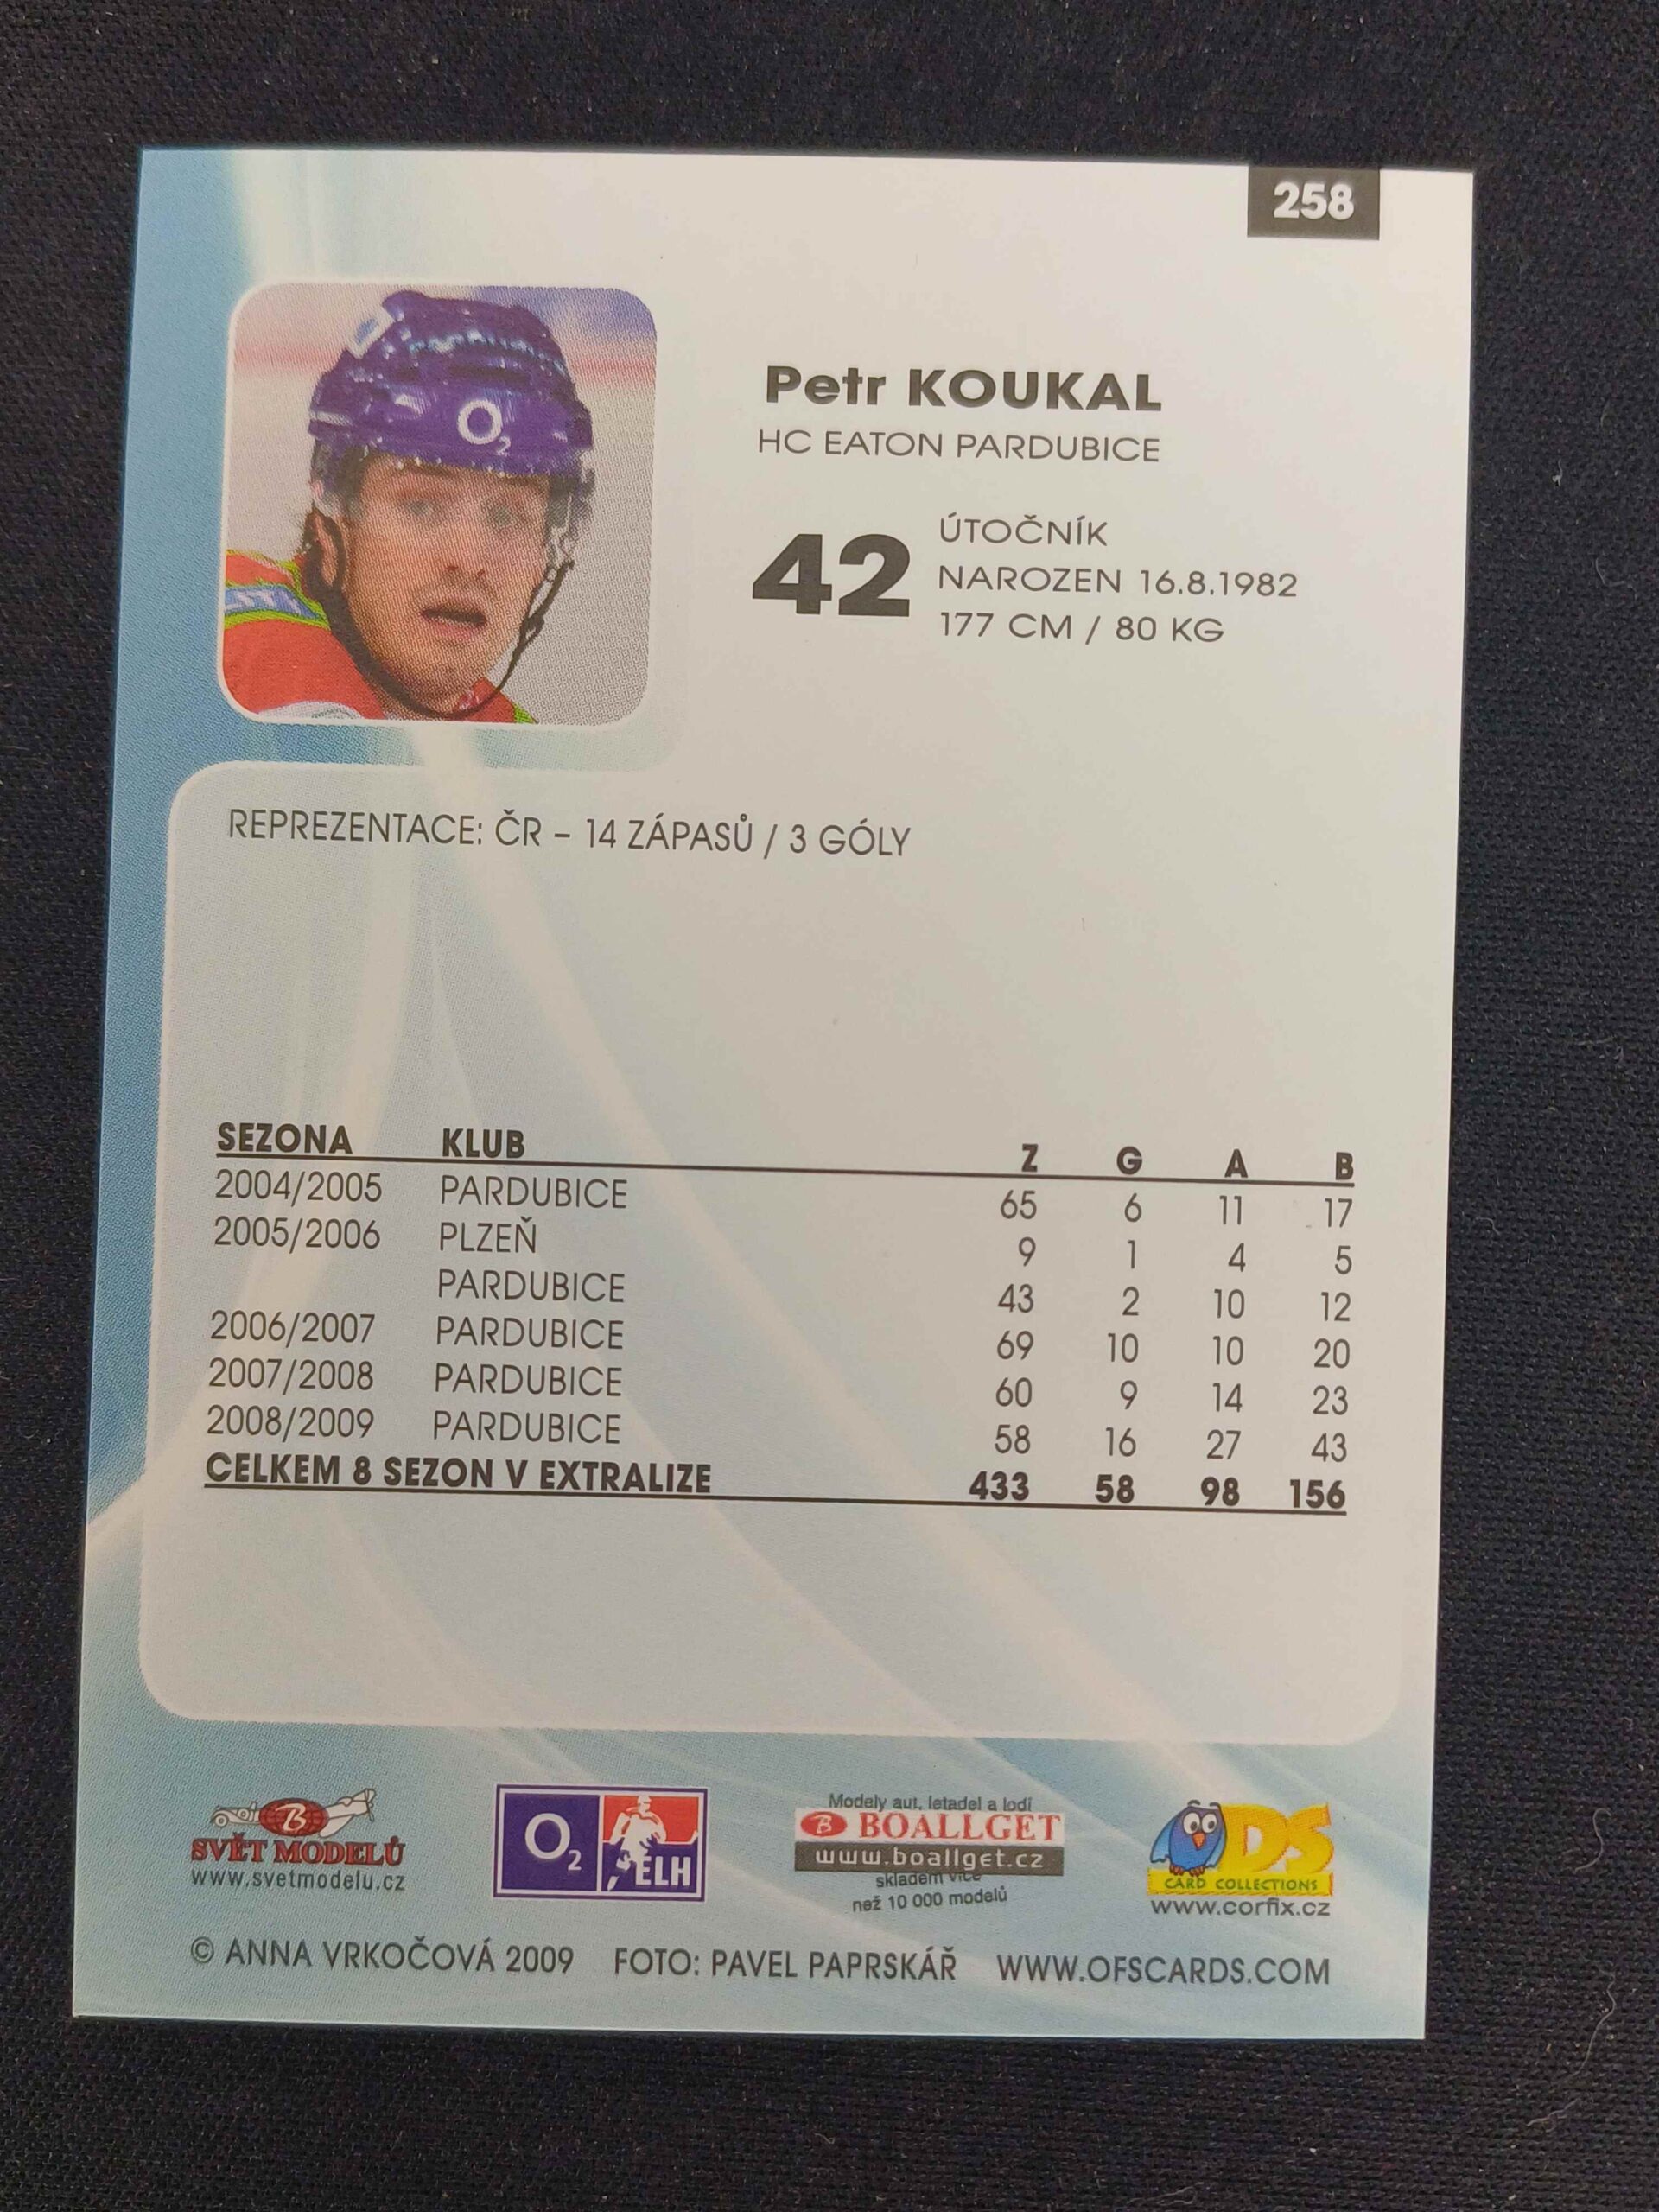 258
Petr KOUKAL
HC EATON PARDUBICE
42
ÚTOČNÍK
NAROZEN 16.8.1982
177 CM / 80 KG
O2
REPREZENTACE: ČR – 14 ZÁPASŮ / 3 GÓLY
SEZONA KLUB Z G A B
2004/2005 PARDUBICE 65 6 11 17
2005/2006 PLZEŇ 9 1 4 5
PARDUBICE 43 2 10 12
2006/2007 PARDUBICE 69 10 10 20
2007/2008 PARDUBICE 60 9 14 23
2008/2009 PARDUBICE 58 16 27 43
CELKEM 8 SEZON V EXTRALIZE 433 58 98 156
B
SVĚT MODELŮ
www.svetmodelu.cz
O2 ELH
Modely aut, letadel a lodí
B BOALLGET
www.boallget.cz
skladem více
než 10 000 modelů
DS
CARD COLLECTIONS
www.corfix.cz
© ANNA VRKOČOVÁ 2009 FOTO: PAVEL PAPRSKÁŘ WWW.OFSCARDS.COM